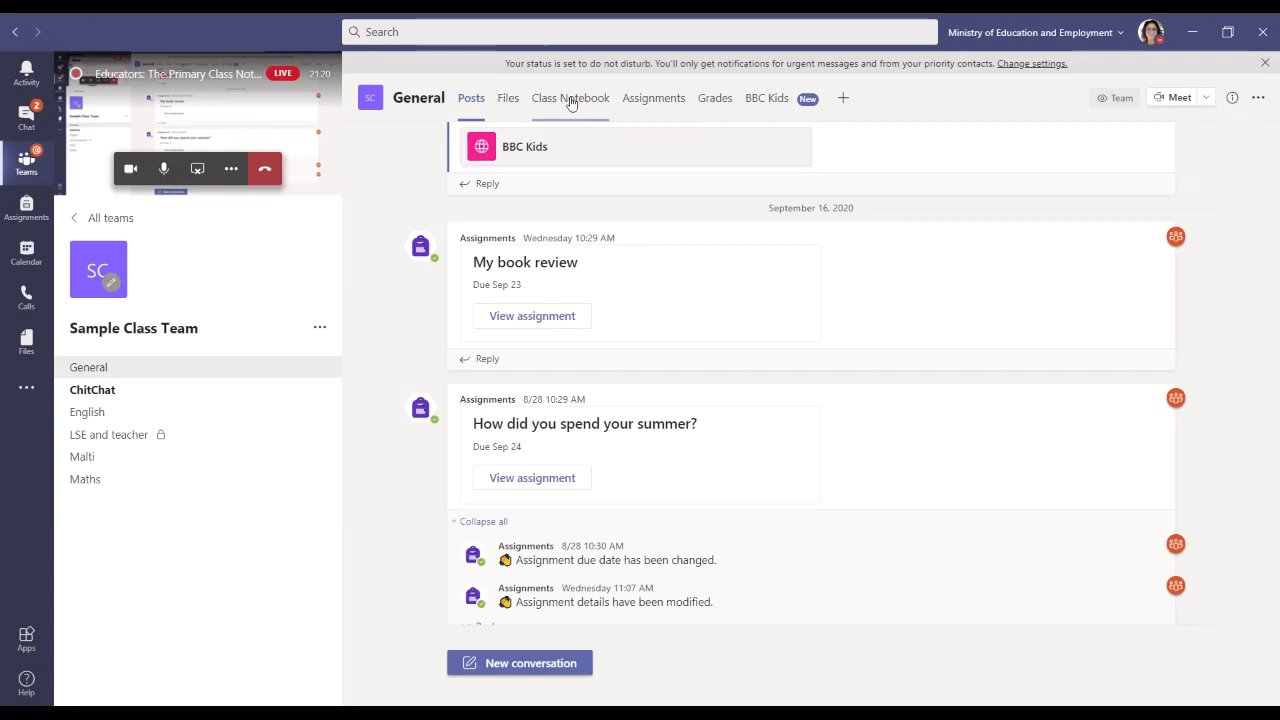 Search
Ministry of Education and Employment
Your status is set to do not disturb. You'll only get notifications for urgent messages and from your priority contacts. Change settings.
Activity
Chat
2
Teams
Assignments
Calendar
Calls
Files
Apps
Help
Educators: The Primary Class Not...
LIVE
21:20
All teams
SC
Sample Class Team
General
ChitChat
English
LSE and teacher
Malti
Maths
SC
General
Posts
Class
Assignments
Grades
BBC Kids
New
Team
Meet
BBC Kids
Reply
September 16, 2020
Assignments Wednesday 10:29 AM
My book review
Due Sep 23
View assignment
Reply
Assignments 8/28 10:29 AM
How did you spend your summer?
Due Sep 24
View assignment
Collapse all
Assignments 8/28 10:30 AM
Assignment due date has been changed.
Assignments Wednesday 11:07 AM
Assignment details have been modified.
New conversation